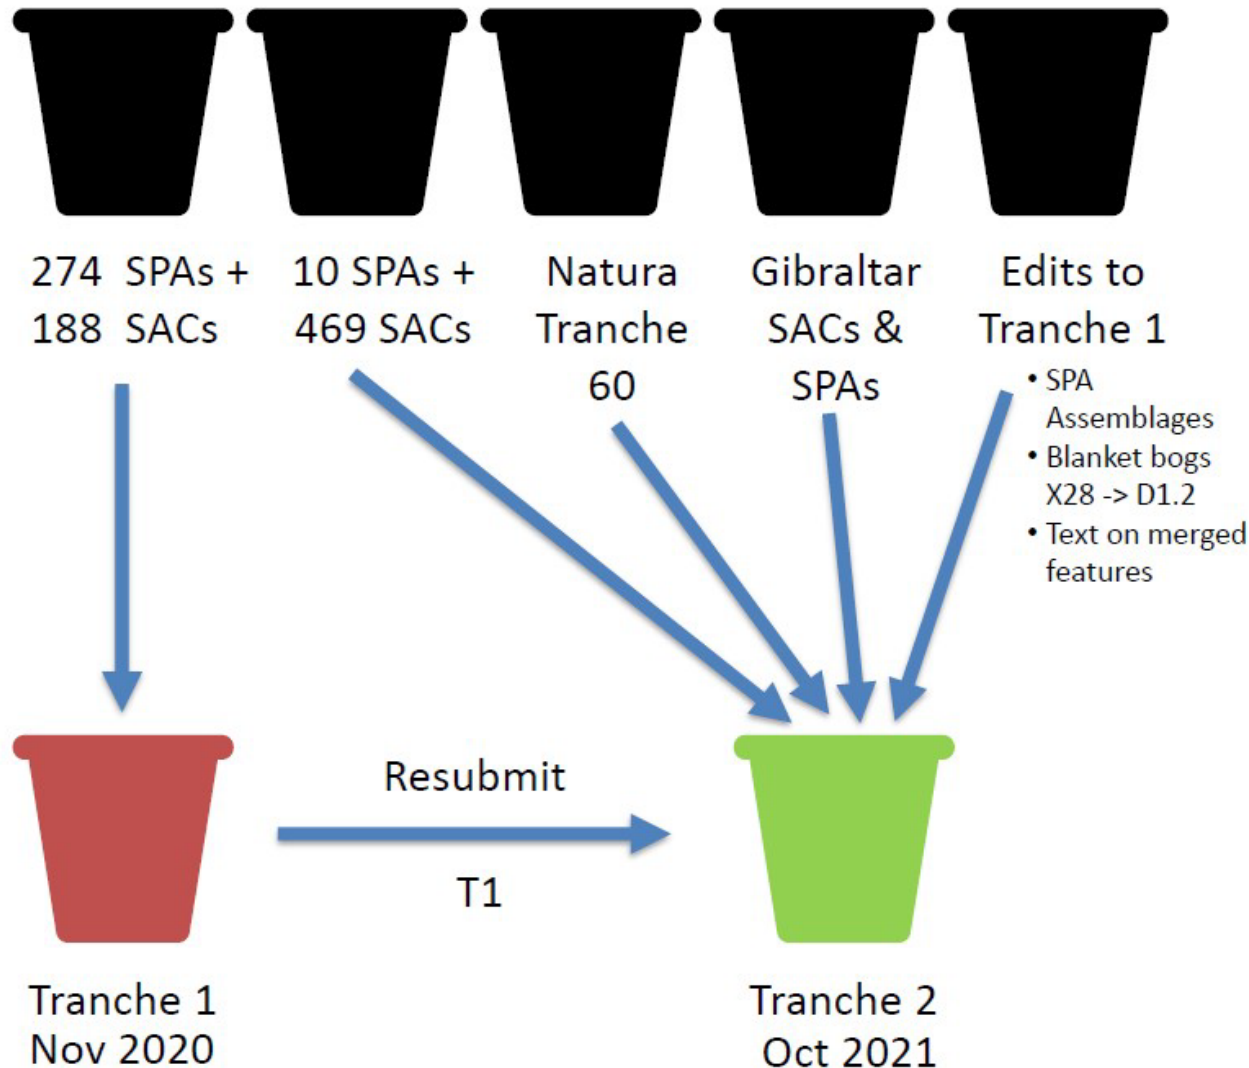 274 SPAs +
188 SACs
10 SPAs +
469 SACs
Natura
Tranche
60
Gibraltar
SACs &
SPAs
Edits to
Tranche 1
• SPA
Assemblages
• Blanket bogs
X28 -> D1.2
• Text on merged
features
Resubmit
T1
Tranche 1
Nov 2020
Tranche 2
Oct 2021